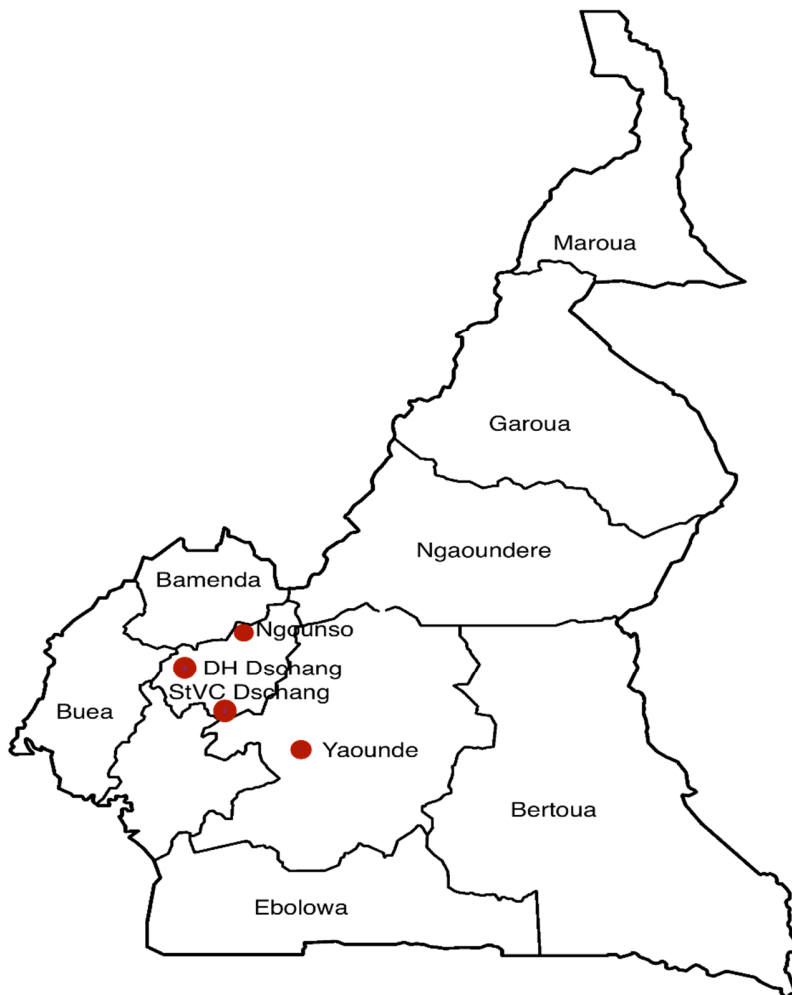 Maroua
Garoua
Ngaoundere
Bamenda
Ngounso
DH Dschang
StVC Dschang
Buea
Yaounde
Bertoua
Ebolowa